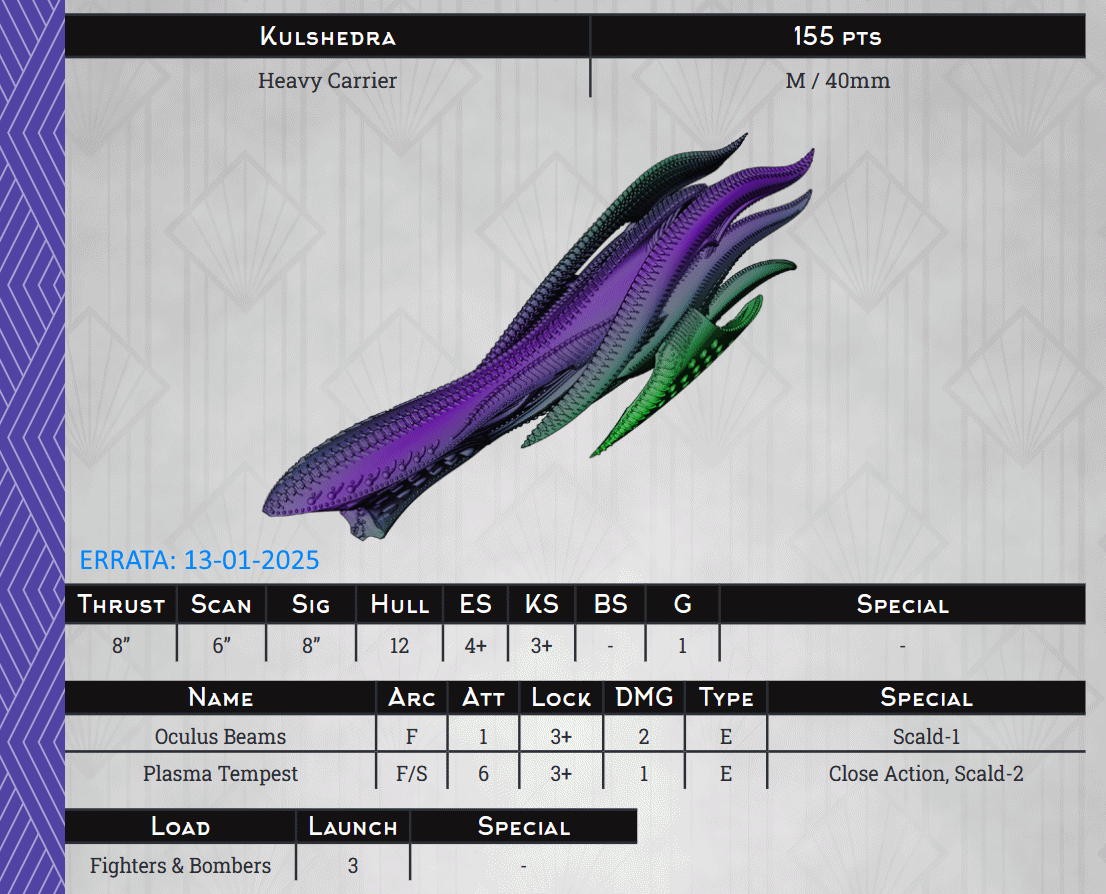 Kulshedra 155 pts
Heavy Carrier M / 40mm
ERRATA: 13-01-2025
Thrust Scan Sig Hull ES KS BS G Special
8” 6” 8” 12 4+ 3+ - 1 -
Name Arc Att Lock DMG Type Special
Oculus Beams F 1 3+ 2 E Scald-1
Plasma Tempest F/S 6 3+ 1 E Close Action, Scald-2
Load Launch Special
Fighters & Bombers 3 -